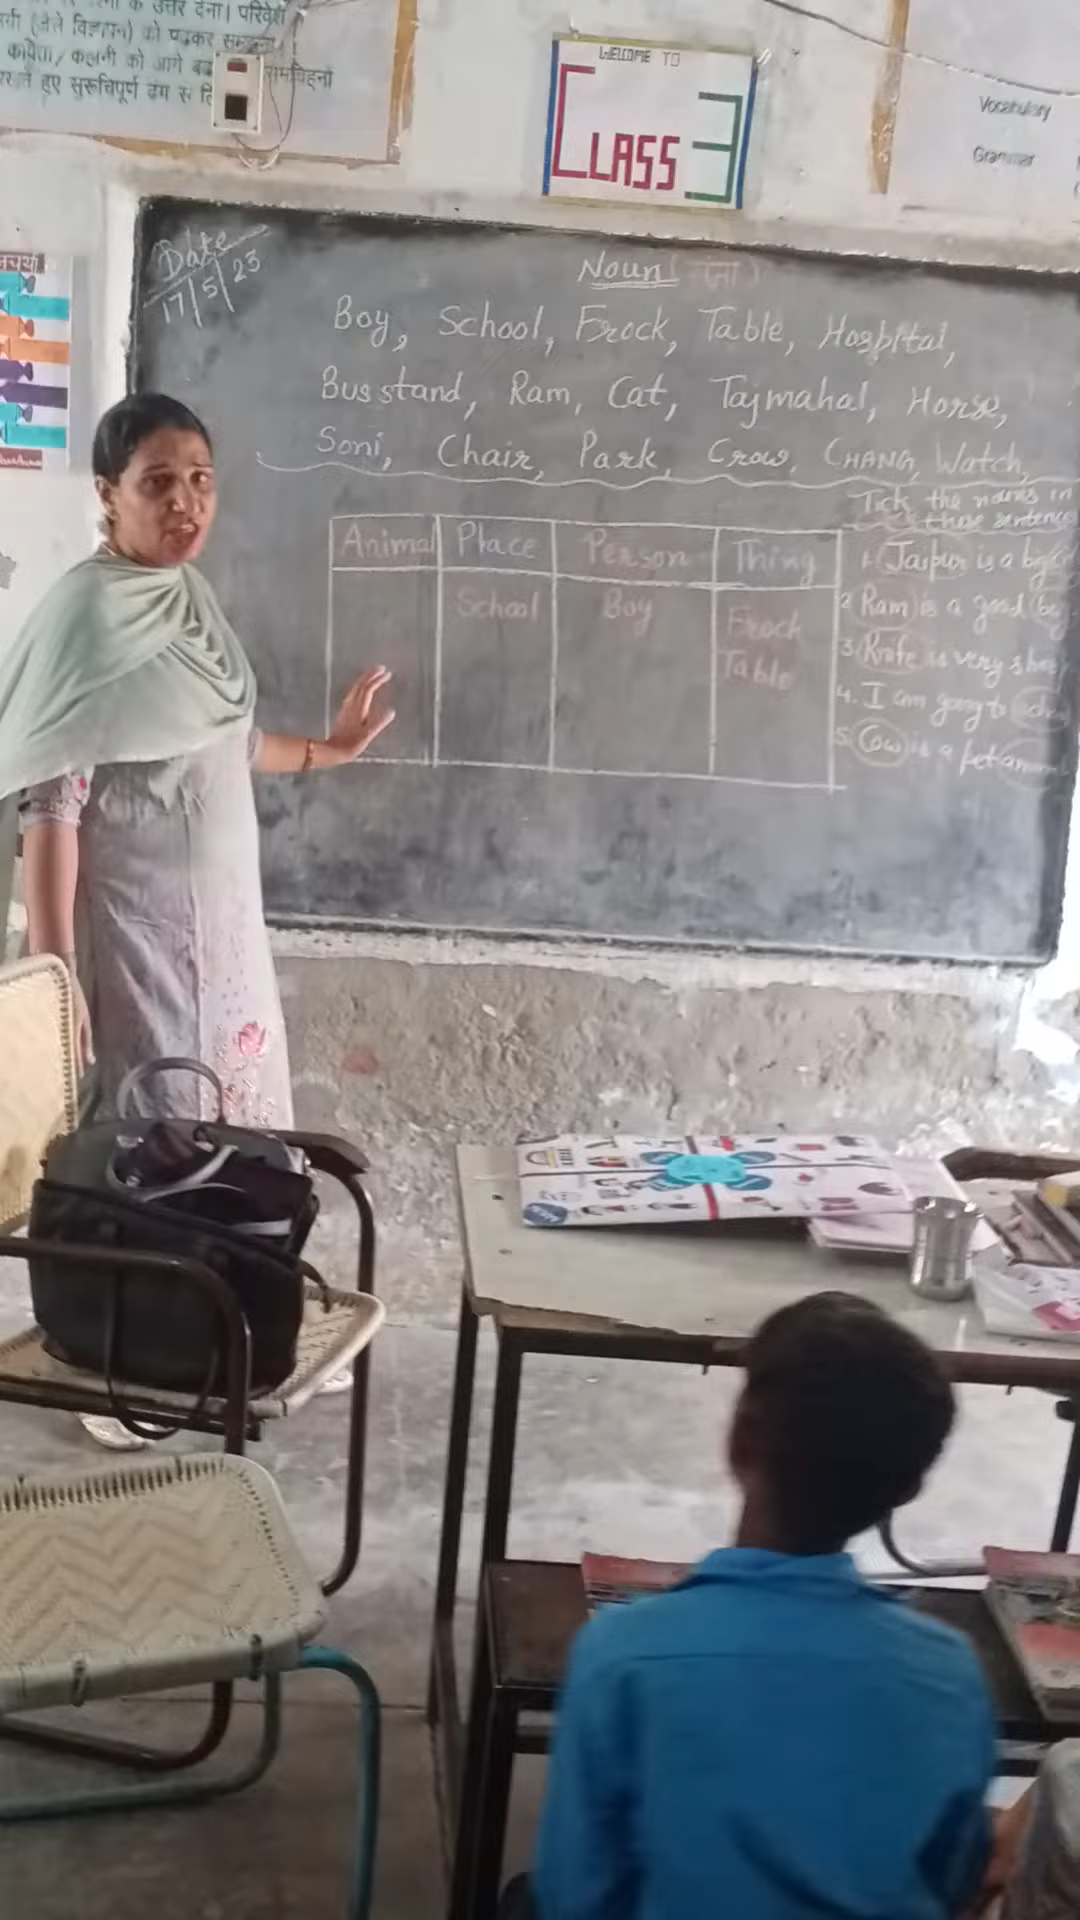 के उत्तर देना। परिवेश
(जैसे विज्ञापन) को पढ़कर समझना
कविता/कहानी को आगे
हुए सुरूचिपूर्ण ढंग
WELCOME TO
CLASS 3
Vocabulary
Grammar
Date
17/5/23
Noun
Boy, School, Frock, Table, Hospital,
Bus stand, Ram, Cat, Tajmahal, Horse,
Soni, Chair, Park, Crow, CHANG, Watch,
Tick the nouns in
these sentence
Animal Place Person Thing
School Boy Frock
Table
1. Jaipur is a big
2. Ram is a good
3. Knife is very
4. I am going to
5. Cow is a pet